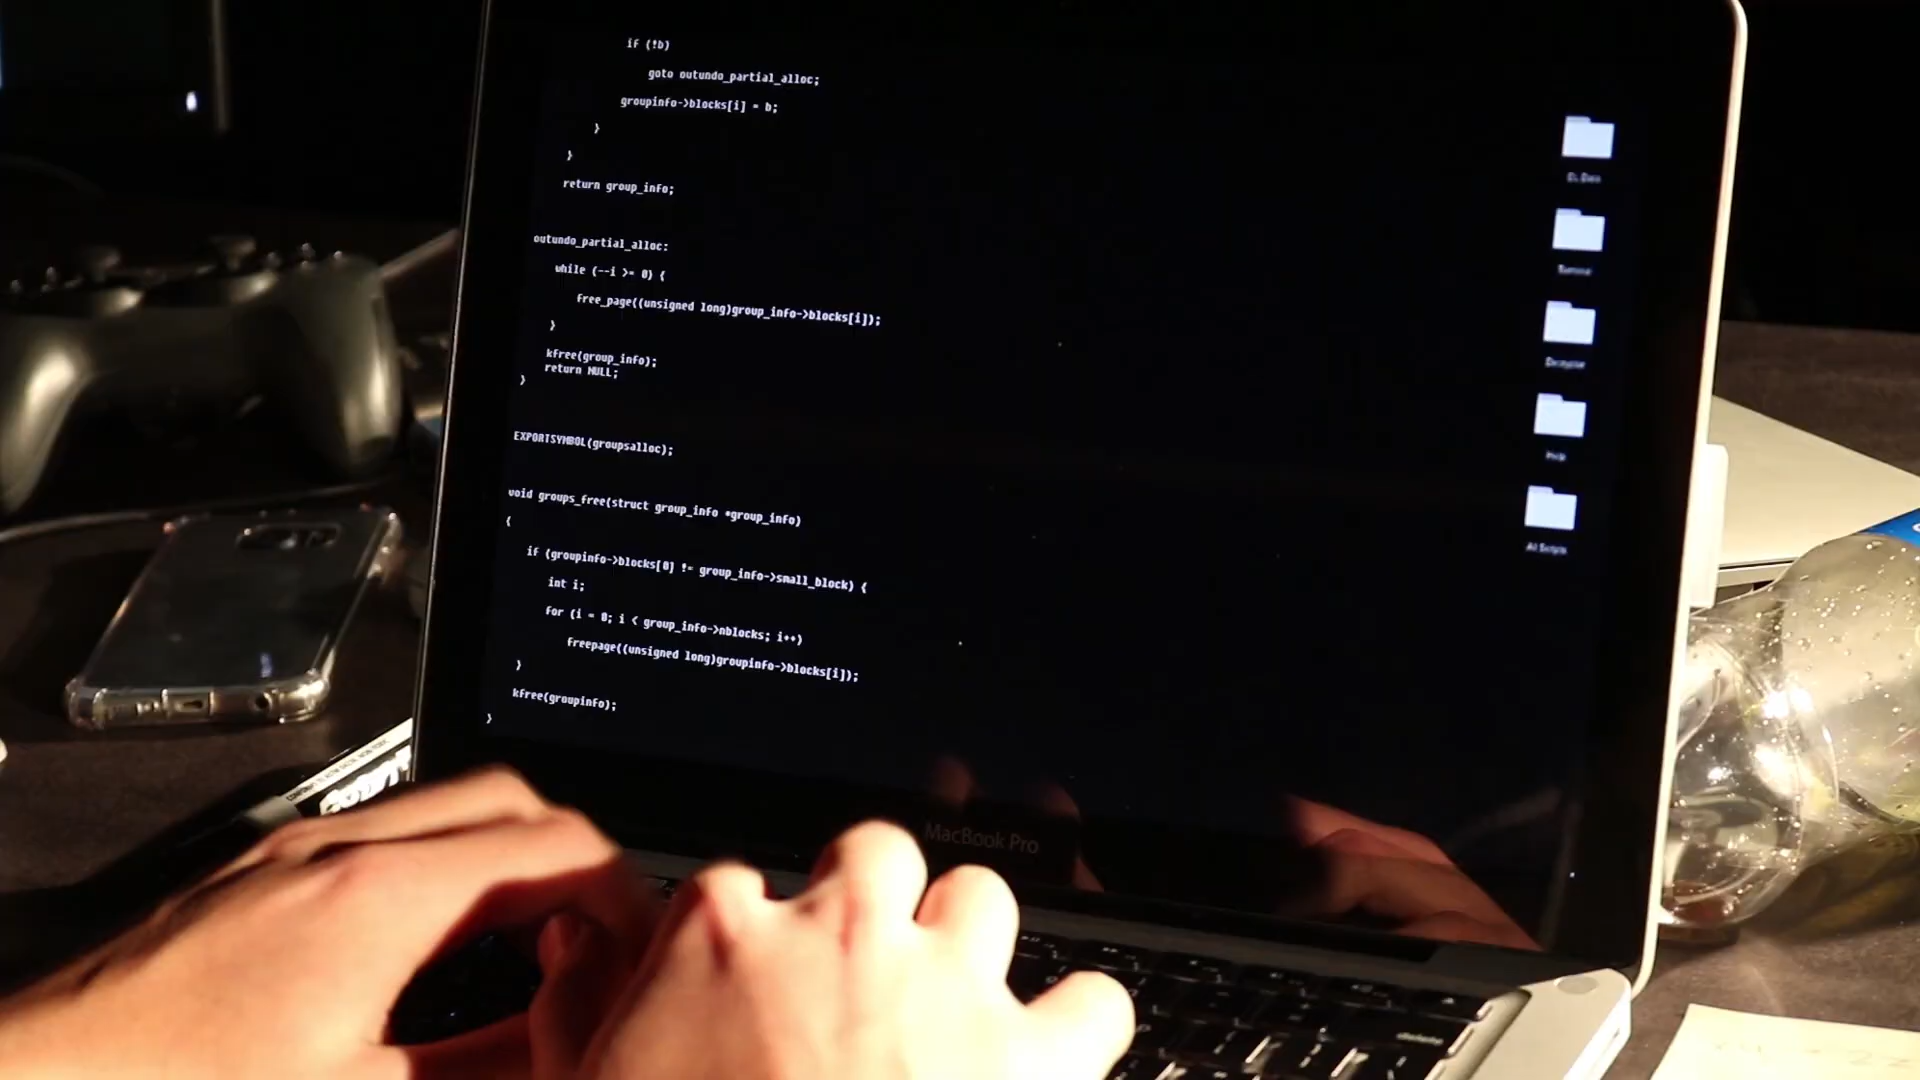 if (!b)
goto outundo_partial_alloc;
groupinfo->blocks[i] = b;
}
}
return group_info;
outundo_partial_alloc:
while (--i >= 0) {
free_page((unsigned long)group_info->blocks[i]);
}
kfree(group_info);
return NULL;
}
EXPORTSYMBOL(groupsalloc);
void groups_free(struct group_info *group_info)
{
if (groupinfo->blocks[0] != group_info->small_block) {
int i;
for (i = 0; i < group_info->nblocks; i++)
freepage((unsigned long)groupinfo->blocks[i]);
}
kfree(groupinfo);
}
MacBook Pro
delete